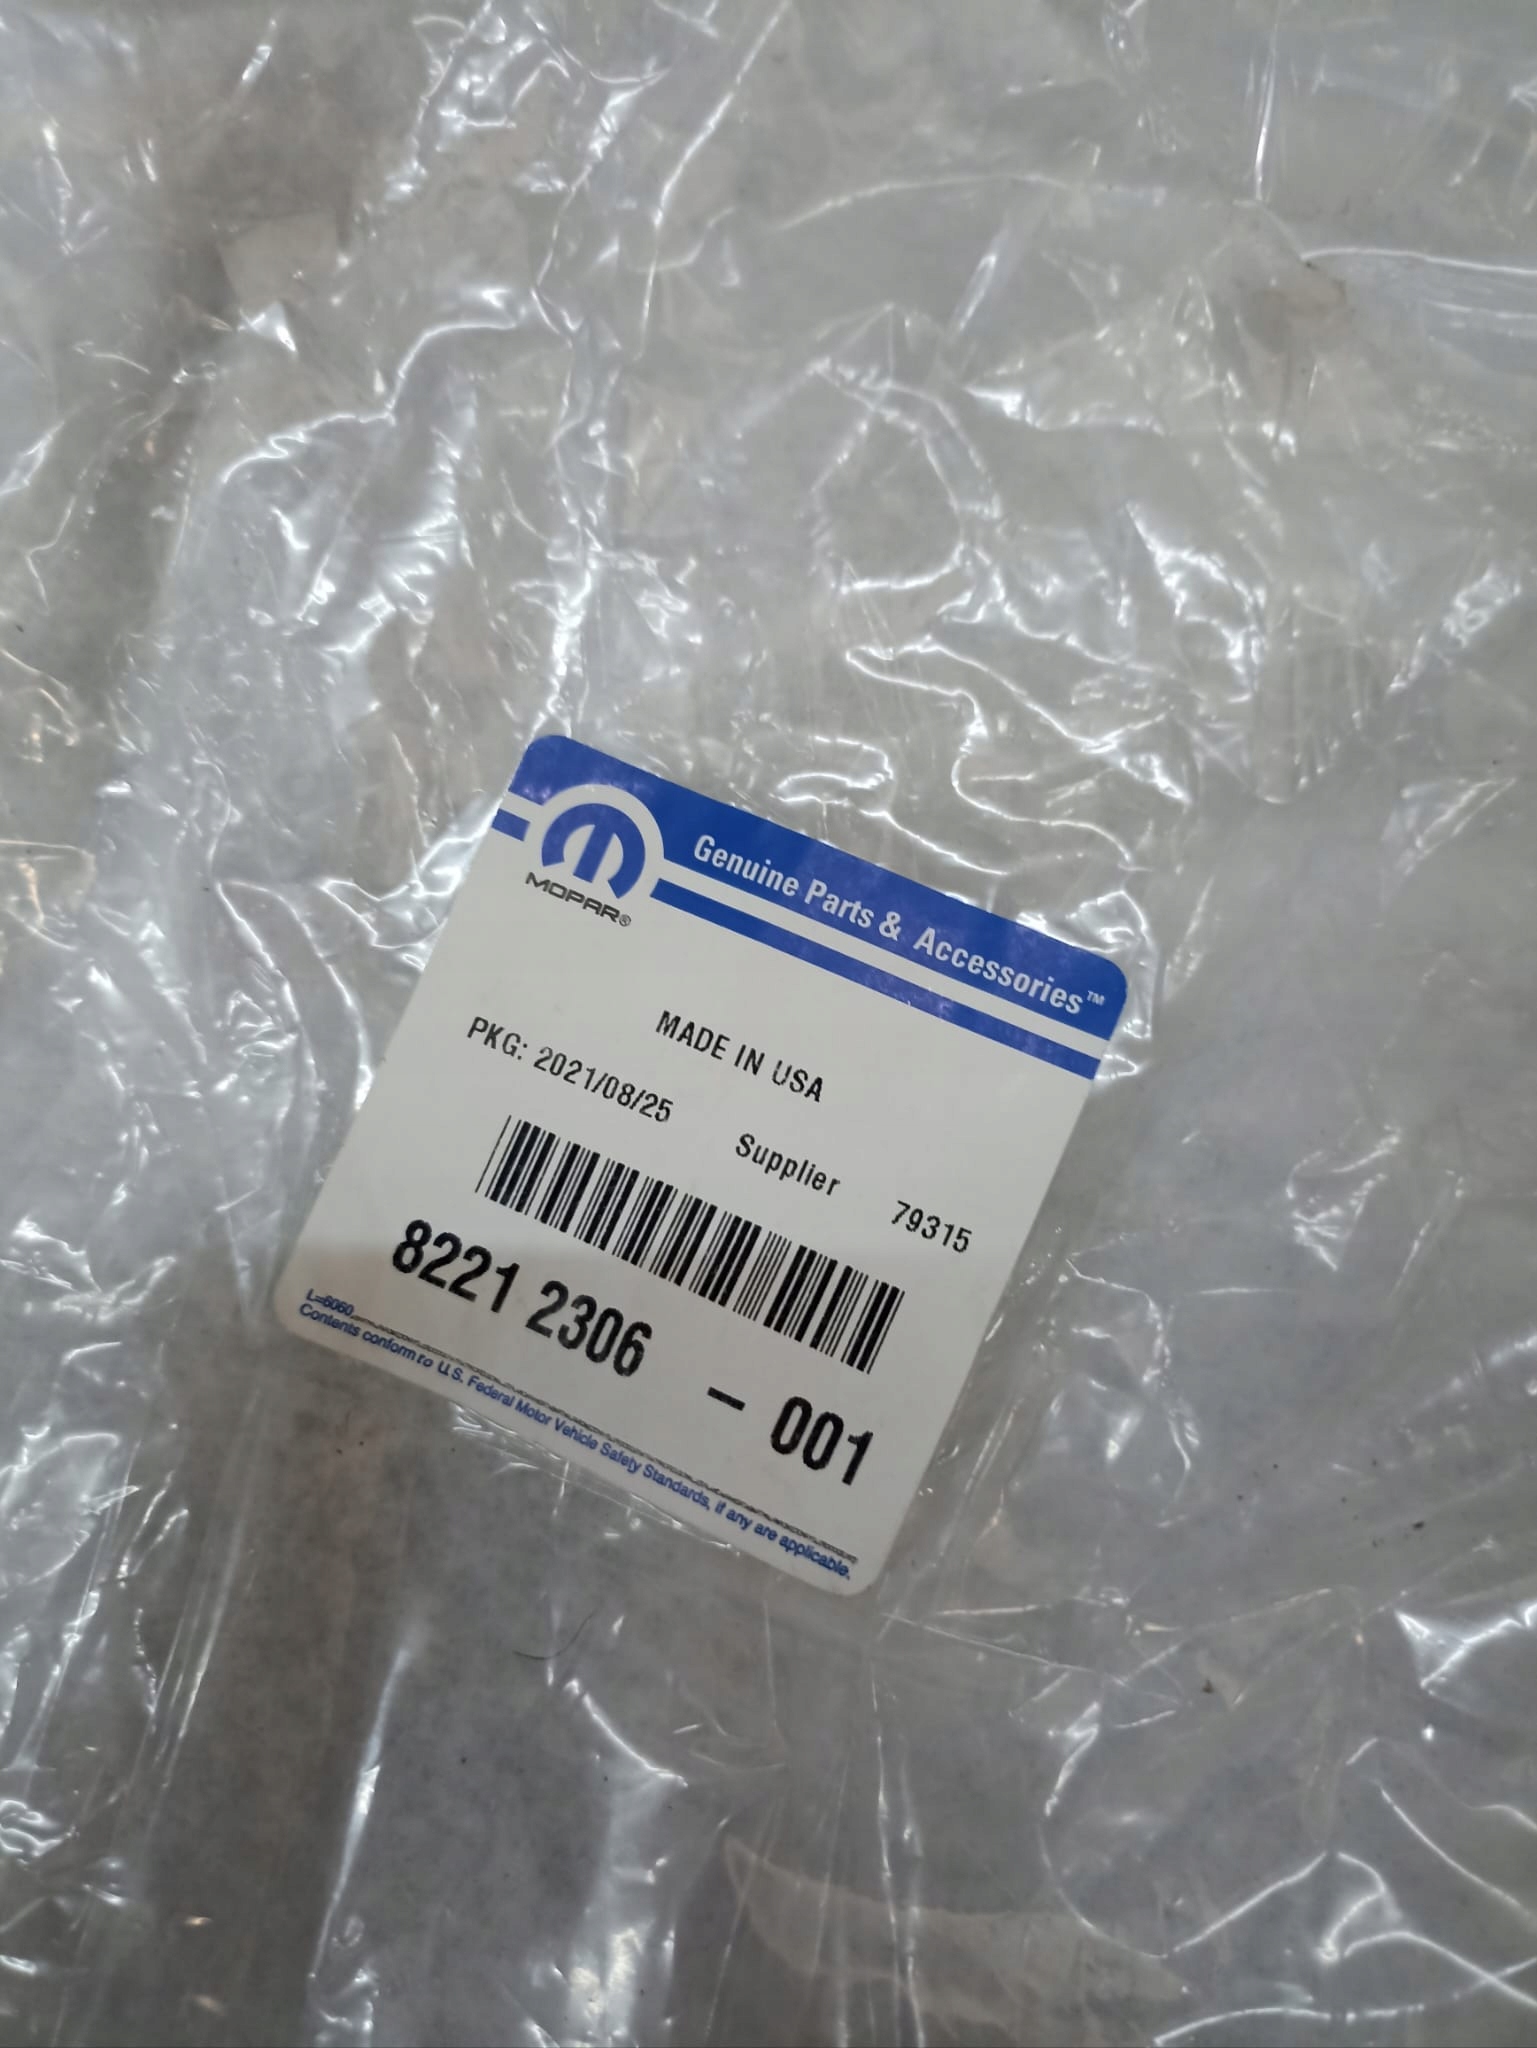 Genuine Parts & Accessories™
MOPAR®
MADE IN USA
PKG: 2021/08/25
Supplier 79315
8221 2306 - 001
L=6060
Contents conform to U.S. Federal Motor Vehicle Safety Standards, if any are applicable.